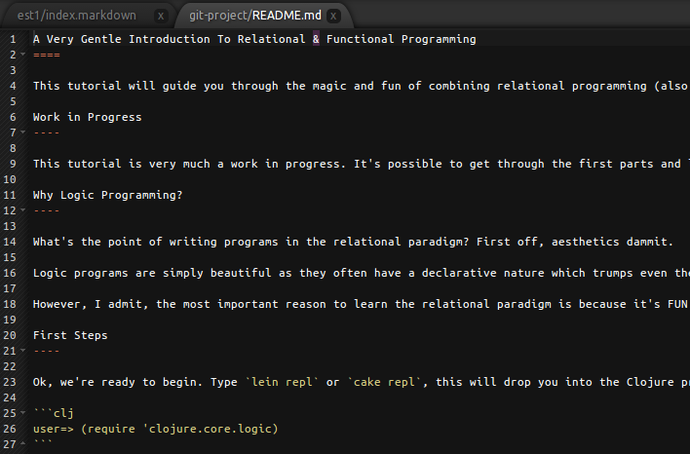 est1/index.markdown x git-project/README.md x
1 A Very Gentle Introduction To Relational & Functional Programming
2 ====
3
4 This tutorial will guide you through the magic and fun of combining relational programming (also
5
6 Work in Progress
7 ----
8
9 This tutorial is very much a work in progress. It's possible to get through the first parts and
10
11 Why Logic Programming?
12 ----
13
14 What's the point of writing programs in the relational paradigm? First off, aesthetics dammit.
15
16 Logic programs are simply beautiful as they often have a declarative nature which trumps even the
17
18 However, I admit, the most important reason to learn the relational paradigm is because it's FUN
19
20 First Steps
21 ----
22
23 Ok, we're ready to begin. Type `lein repl` or `cake repl`, this will drop you into the Clojure
24
25 ```clj
26 user=> (require 'clojure.core.logic)
27 ```